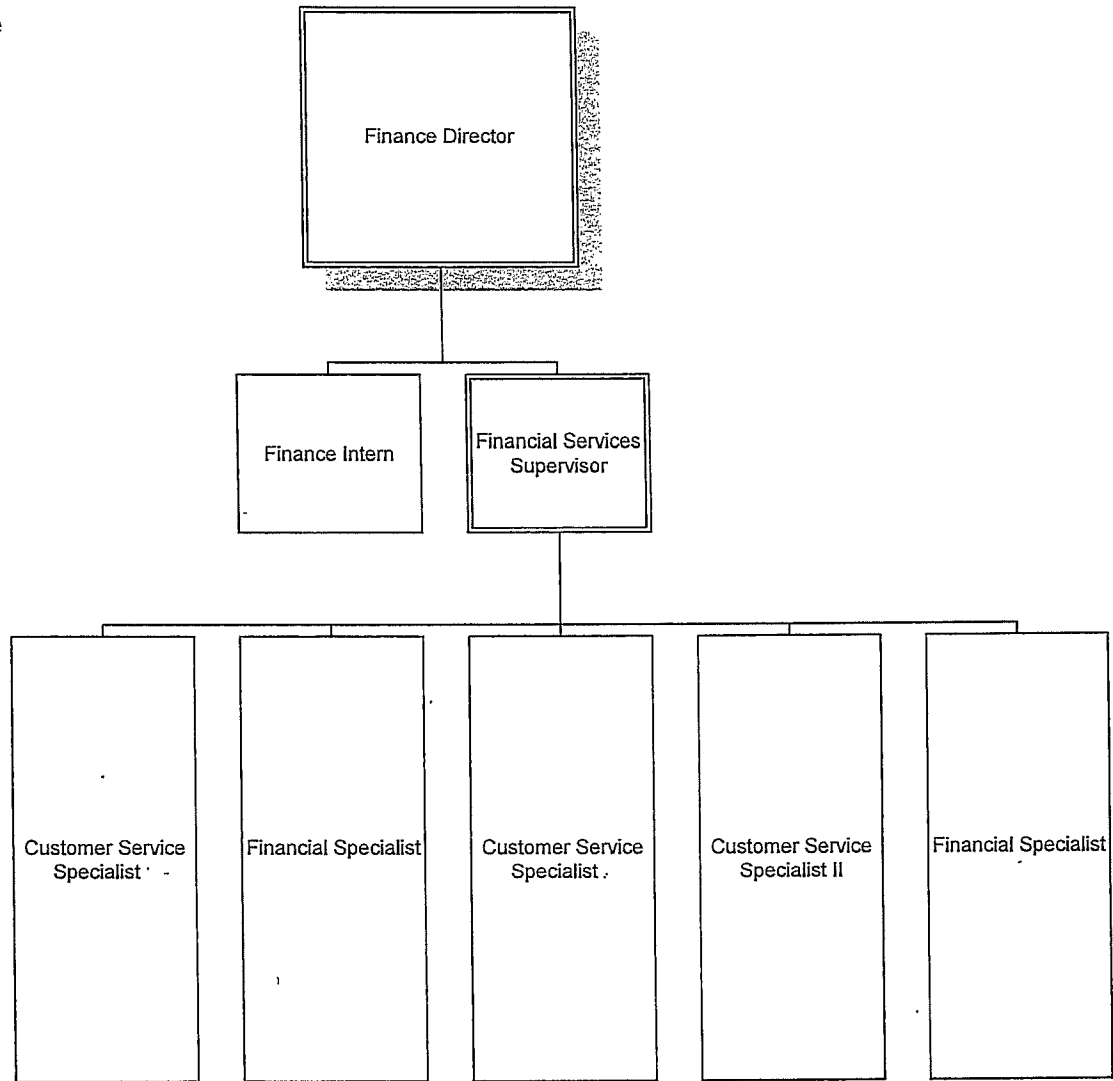 Finance Director
Finance Intern
Financial Services
Supervisor
Customer Service
Specialist
Financial Specialist
Customer Service
Specialist
Customer Service
Specialist II
Financial Specialist